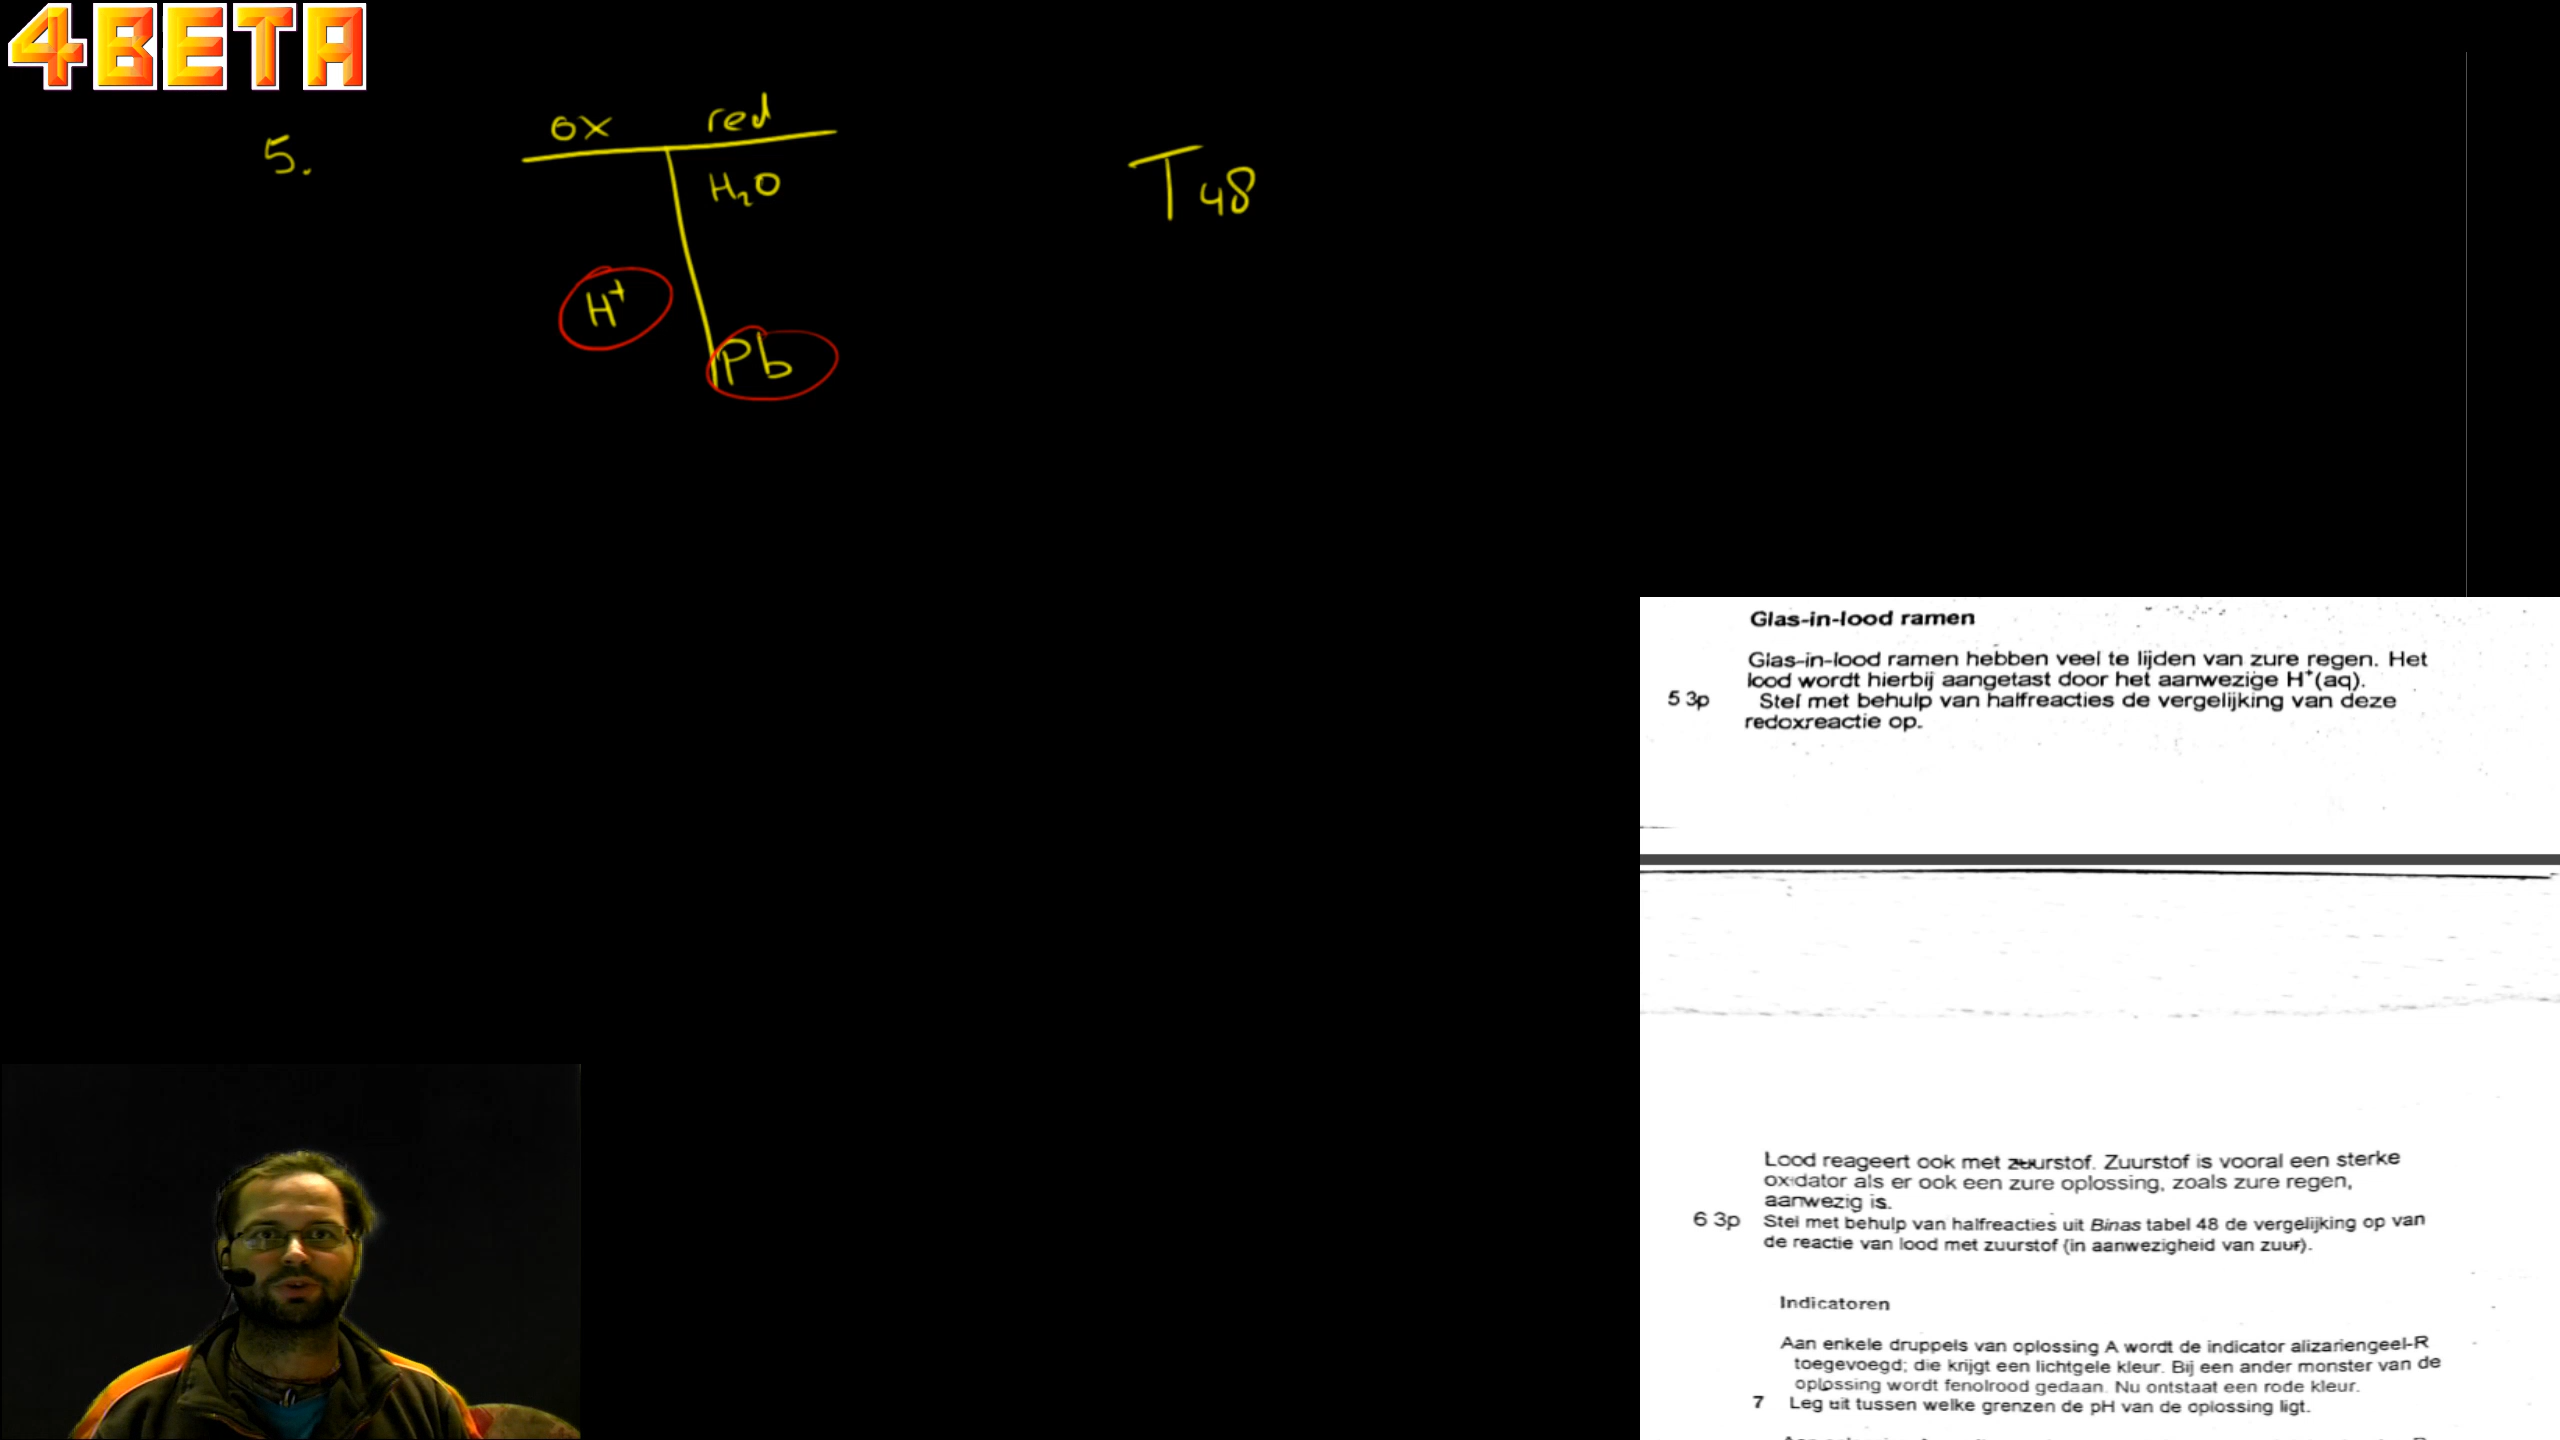 4BETA
5.
ox red
H₂O
T48
H⁺
Pb
Glas-in-lood ramen
Glas-in-lood ramen hebben veel te lijden van zure regen. Het
lood wordt hierbij aangetast door het aanwezige H⁺(aq).
5 3p Stel met behulp van halfreacties de vergelijking van deze
redoxreactie op.
Lood reageert ook met zuurstof. Zuurstof is vooral een sterke
oxidator als er ook een zure oplossing, zoals zure regen,
aanwezig is.
6 3p Stel met behulp van halfreacties uit Binas tabel 48 de vergelijking op van
de reactie van lood met zuurstof (in aanwezigheid van zuur).
Indicatoren
Aan enkele druppels van oplossing A wordt de indicator alizariengeel-R
toegevoegd; die krijgt een lichtgele kleur. Bij een ander monster van de
oplossing wordt fenolrood gedaan. Nu ontstaat een rode kleur.
7 Leg uit tussen welke grenzen de pH van de oplossing ligt.